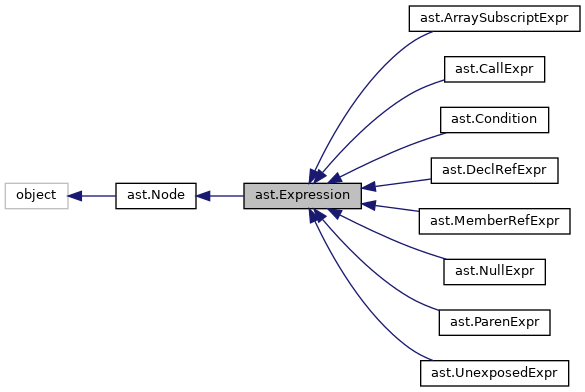 ast.ArraySubscriptExpr
ast.CallExpr
ast.Condition
ast.DeclRefExpr
object
ast.Node
ast.Expression
ast.MemberRefExpr
ast.NullExpr
ast.ParenExpr
ast.UnexposedExpr